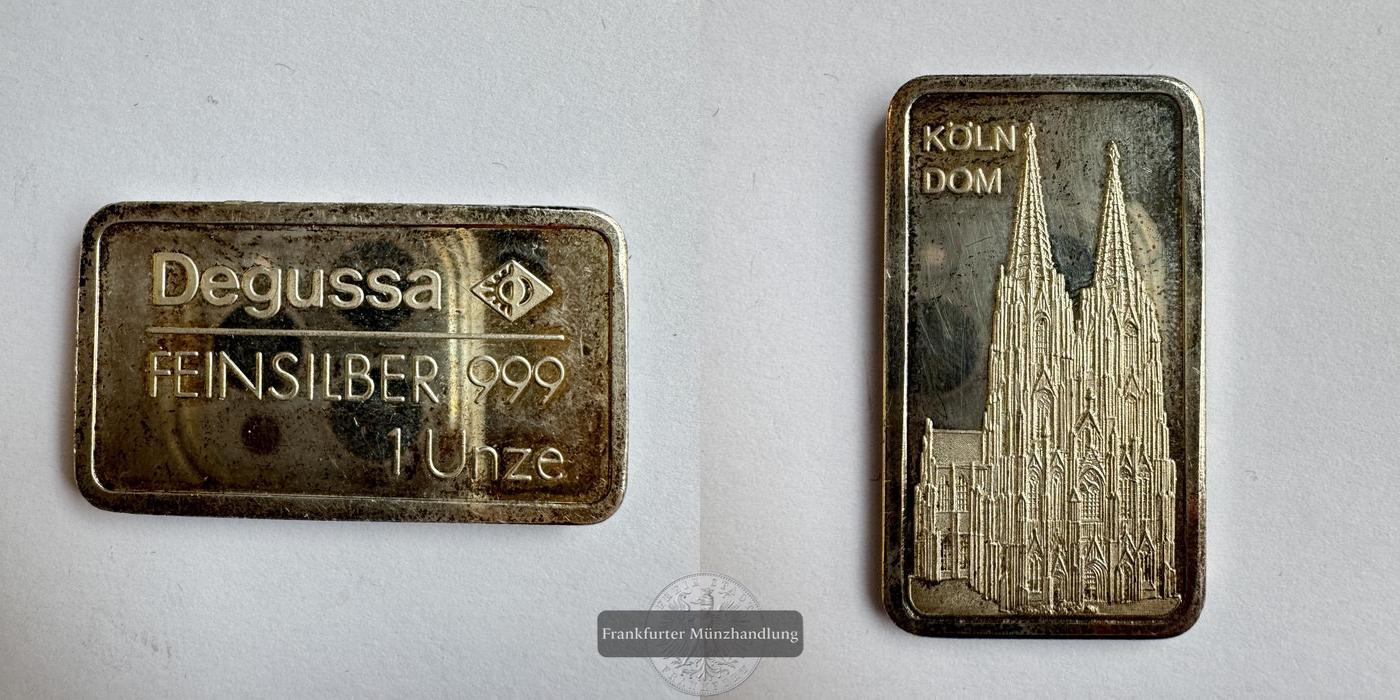 Degussa
FEINSILBER 999
1 Unze
KÖLN
DOM
Frankfurter Münzhandlung